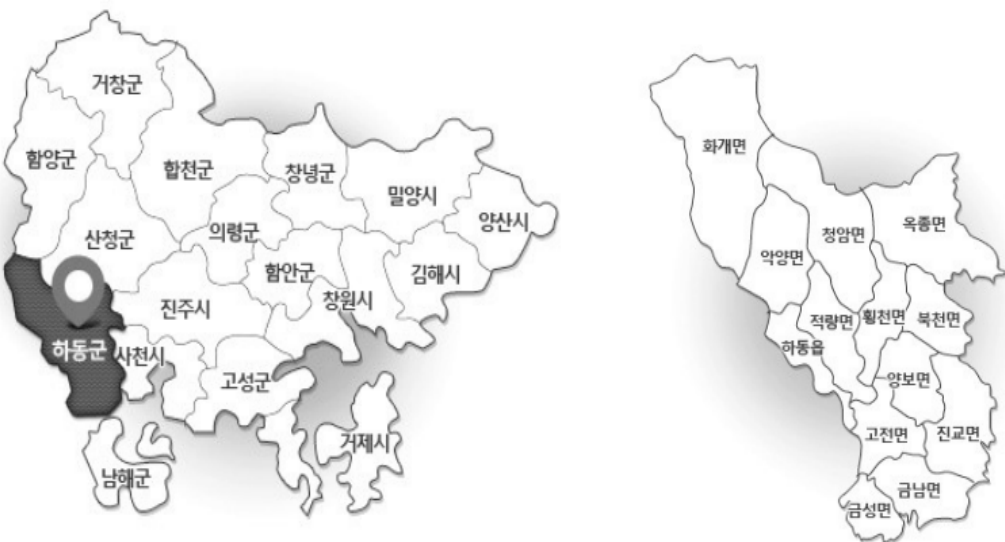 거창군
함양군
합천군
창녕군
밀양시
양산시
산청군
의령군
함안군
김해시
진주시
창원시
하동군
사천시
고성군
거제시
남해군
화개면
옥종면
청암면
악양면
적량면
횡천면
북천면
하동읍
양보면
고전면
진교면
금남면
금성면